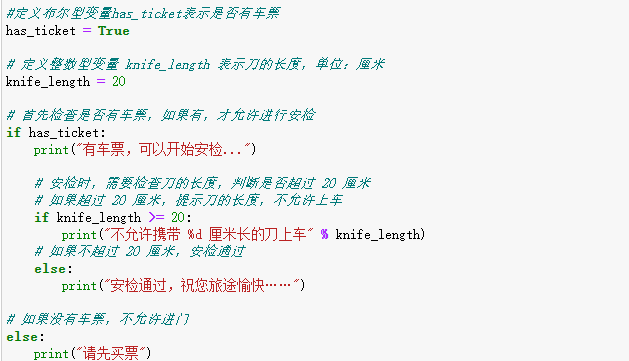 #定义布尔型变量has_ticket表示是否有车票
has_ticket = True
# 定义整数型变量 knife_length 表示刀的长度，单位：厘米
knife_length = 20
# 首先检查是否有车票，如果有，才允许进行安检
if has_ticket:
print("有车票，可以开始安检...")
# 安检时，需要检查刀的长度，判断是否超过 20 厘米
# 如果超过 20 厘米，提示刀的长度，不允许上车
if knife_length >= 20:
print("不允许携带 %d 厘米长的刀上车" % knife_length)
# 如果不超过 20 厘米，安检通过
else:
print("安检通过，祝您旅途愉快……")
# 如果没有车票，不允许进门
else:
print("请先买票")